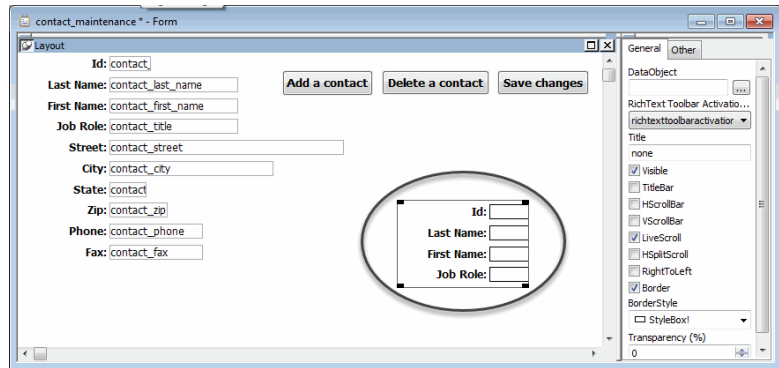 contact_maintenance * - Form
Layout
Id: contact_
Last Name: contact_last_name
First Name: contact_first_name
Job Role: contact_title
Street: contact_street
City: contact_city
State: contact
Zip: contact_zip
Phone: contact_phone
Fax: contact_fax
Add a contact Delete a contact Save changes
Id:
Last Name:
First Name:
Job Role:
General Other
DataObject
...
RichText Toolbar Activatio...
richtexttoolbaractivation
Title
none
Visible
TitleBar
HScrollBar
VScrollBar
LiveScroll
HSplitScroll
RightToLeft
Border
BorderStyle
StyleBox!
Transparency (%)
0